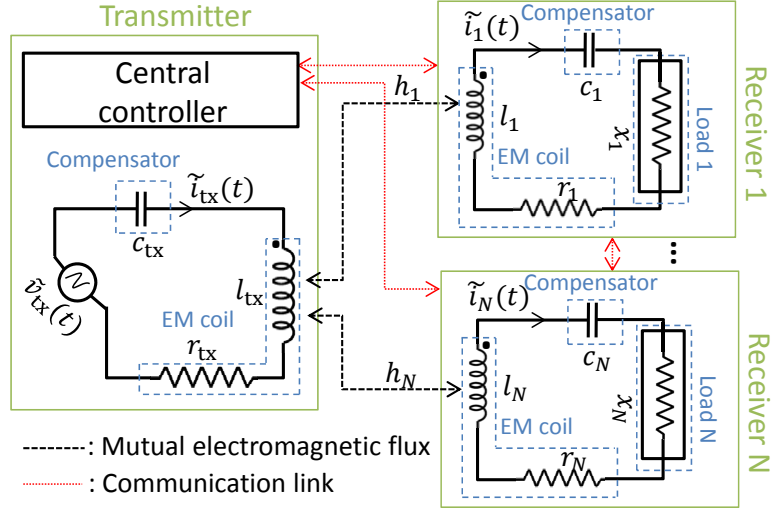 Transmitter
Central
controller
Compensator
ĩ_tx(t)
c_tx
ṽ_tx(t)
l_tx
EM coil
r_tx
h_1
h_N
Compensator
ĩ_1(t)
c_1
l_1
EM coil
r_1
x_1
Load 1
Receiver 1
...
Compensator
ĩ_N(t)
c_N
l_N
EM coil
r_N
x_N
Load N
Receiver N
: Mutual electromagnetic flux
: Communication link